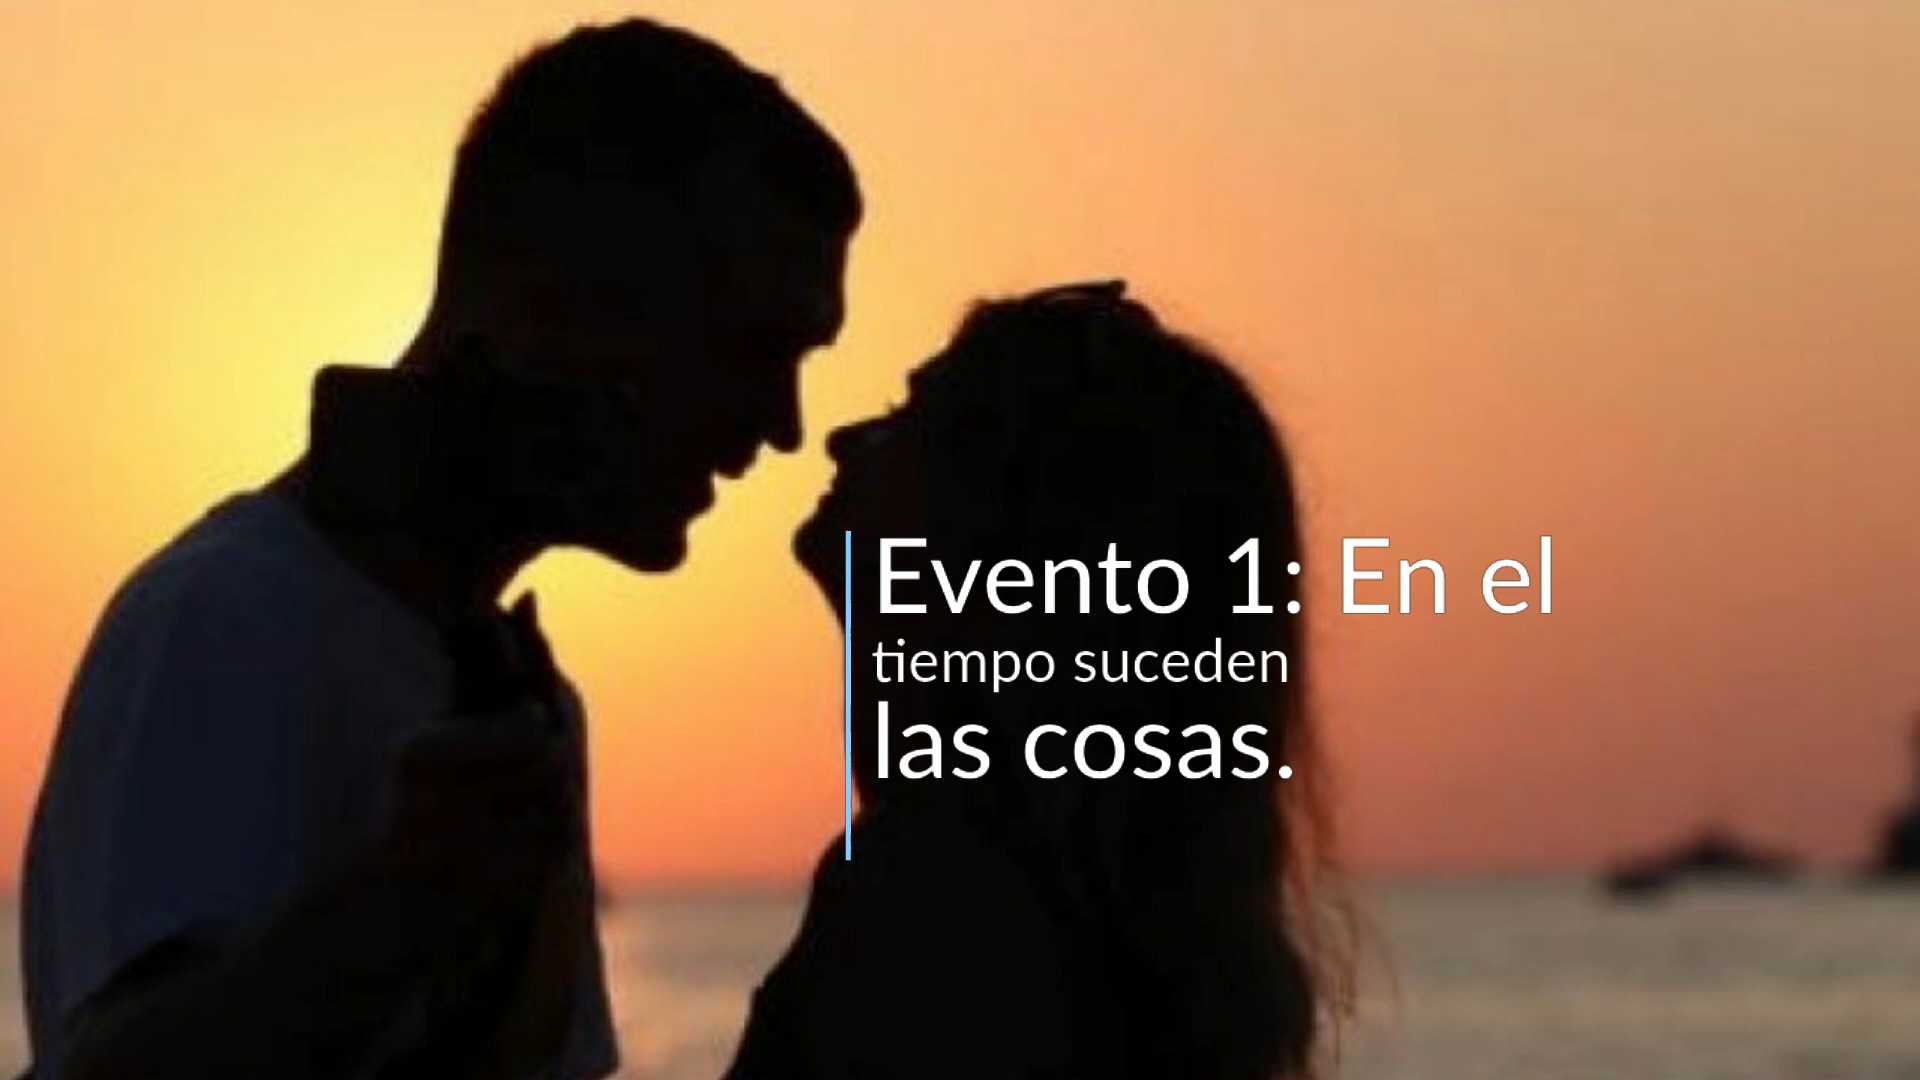 Evento 1: En el
tiempo suceden
las cosas.